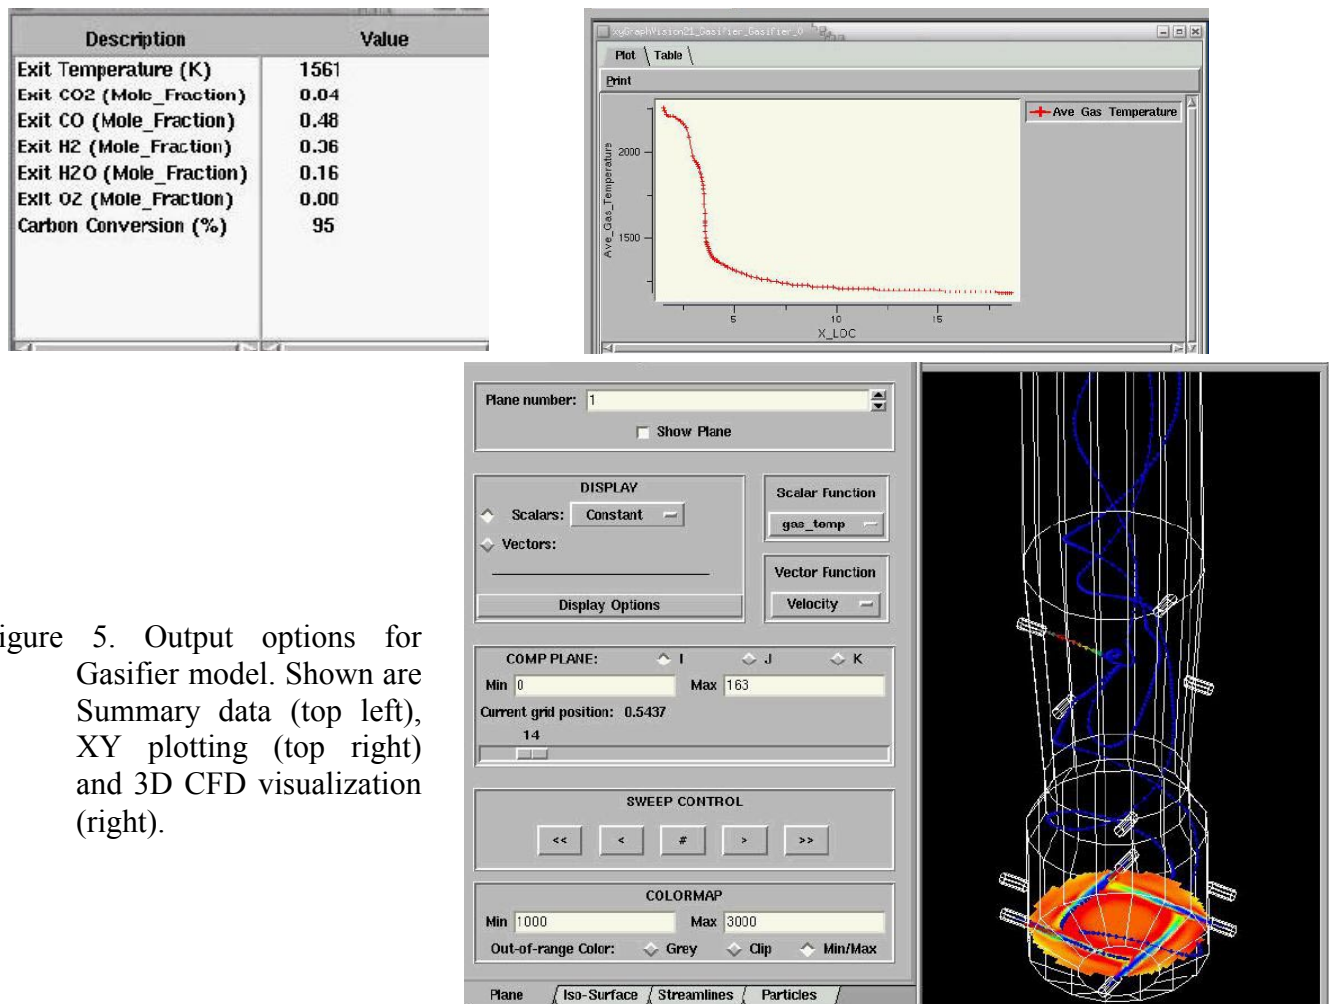 Description Value
Exit Temperature (K) 1561
Exit CO2 (Mole_Fraction) 0.04
Exit CO (Mole_Fraction) 0.48
Exit H2 (Mole_Fraction) 0.36
Exit H2O (Mole_Fraction) 0.16
Exit O2 (Mole_Fraction) 0.00
Carbon Conversion (%) 95
xyGraphVision21_Gasifier_Gasifier_0
Plot Table
Print
Ave Gas Temperature
Ave_Gas_Temperature
2000
1500
5 10 15
X_LOC
Plane number: 1
Show Plane
DISPLAY
Scalars: Constant
Vectors:
Display Options
Scalar Function
gas_temp
Vector Function
Velocity
COMP PLANE: I J K
Min 0 Max 163
Current grid position: 0.5437
14
SWEEP CONTROL
<< < # > >>
COLORMAP
Min 1000 Max 3000
Out-of-range Color: Grey Clip Min/Max
Plane Iso-Surface Streamlines Particles
igure 5. Output options for
Gasifier model. Shown are
Summary data (top left),
XY plotting (top right)
and 3D CFD visualization
(right).